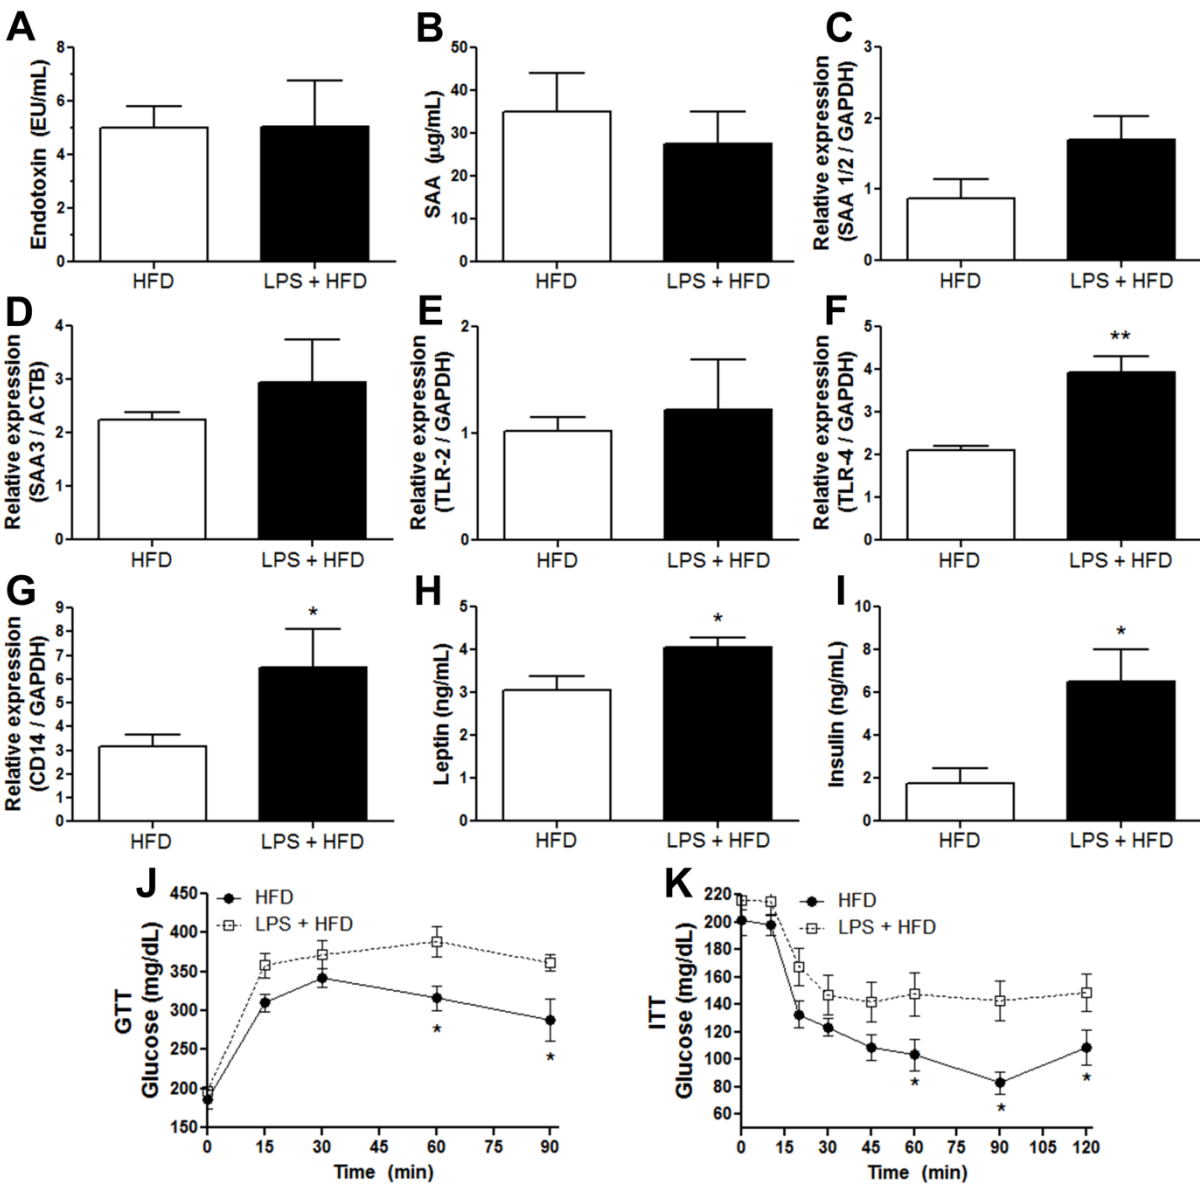 A
Endotoxin (EU/mL)
8
6
4
2
0
HFD
LPS + HFD
B
SAA (µg/mL)
50
40
30
20
10
0
HFD
LPS + HFD
C
Relative expression
(SAA 1/2 / GAPDH)
3
2
1
0
HFD
LPS + HFD
D
Relative expression
(SAA3 / ACTB)
4
3
2
1
0
HFD
LPS + HFD
E
Relative expression
(TLR-2 / GAPDH)
2
1
0
HFD
LPS + HFD
F
Relative expression
(TLR-4 / GAPDH)
5
4
3
2
1
0
**
HFD
LPS + HFD
G
Relative expression
(CD14 / GAPDH)
9
8
7
6
5
4
3
2
1
0
*
HFD
LPS + HFD
H
Leptin (ng/mL)
5
4
3
2
1
0
*
HFD
LPS + HFD
I
Insulin (ng/mL)
10
8
6
4
2
0
*
HFD
LPS + HFD
J
GTT
Glucose (mg/dL)
450
400
350
300
250
200
150
HFD
LPS + HFD
*
*
0 15 30 45 60 75 90
Time (min)
K
ITT
Glucose (mg/dL)
220
200
180
160
140
120
100
80
60
HFD
LPS + HFD
*
*
*
0 15 30 45 60 75 90 105 120
Time (min)